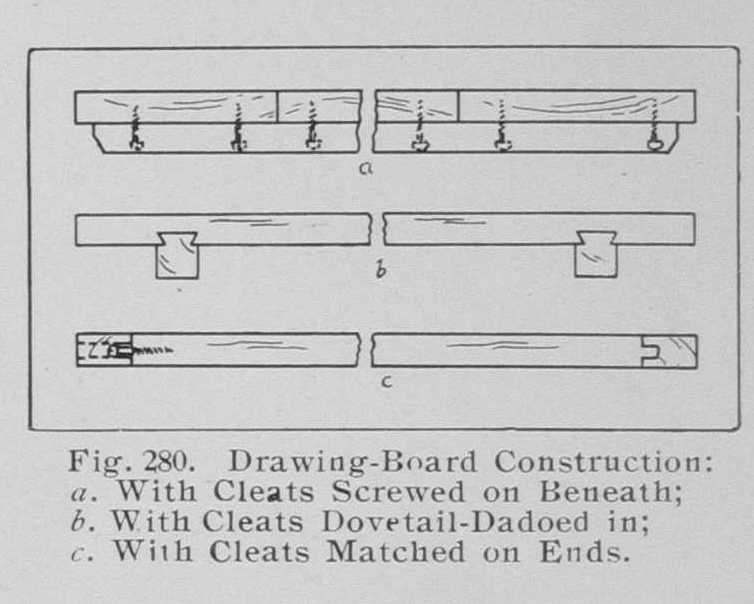 a
b
c
Fig. 280. Drawing-Board Construction:
a. With Cleats Screwed on Beneath;
b. With Cleats Dovetail-Dadoed in;
c. With Cleats Matched on Ends.